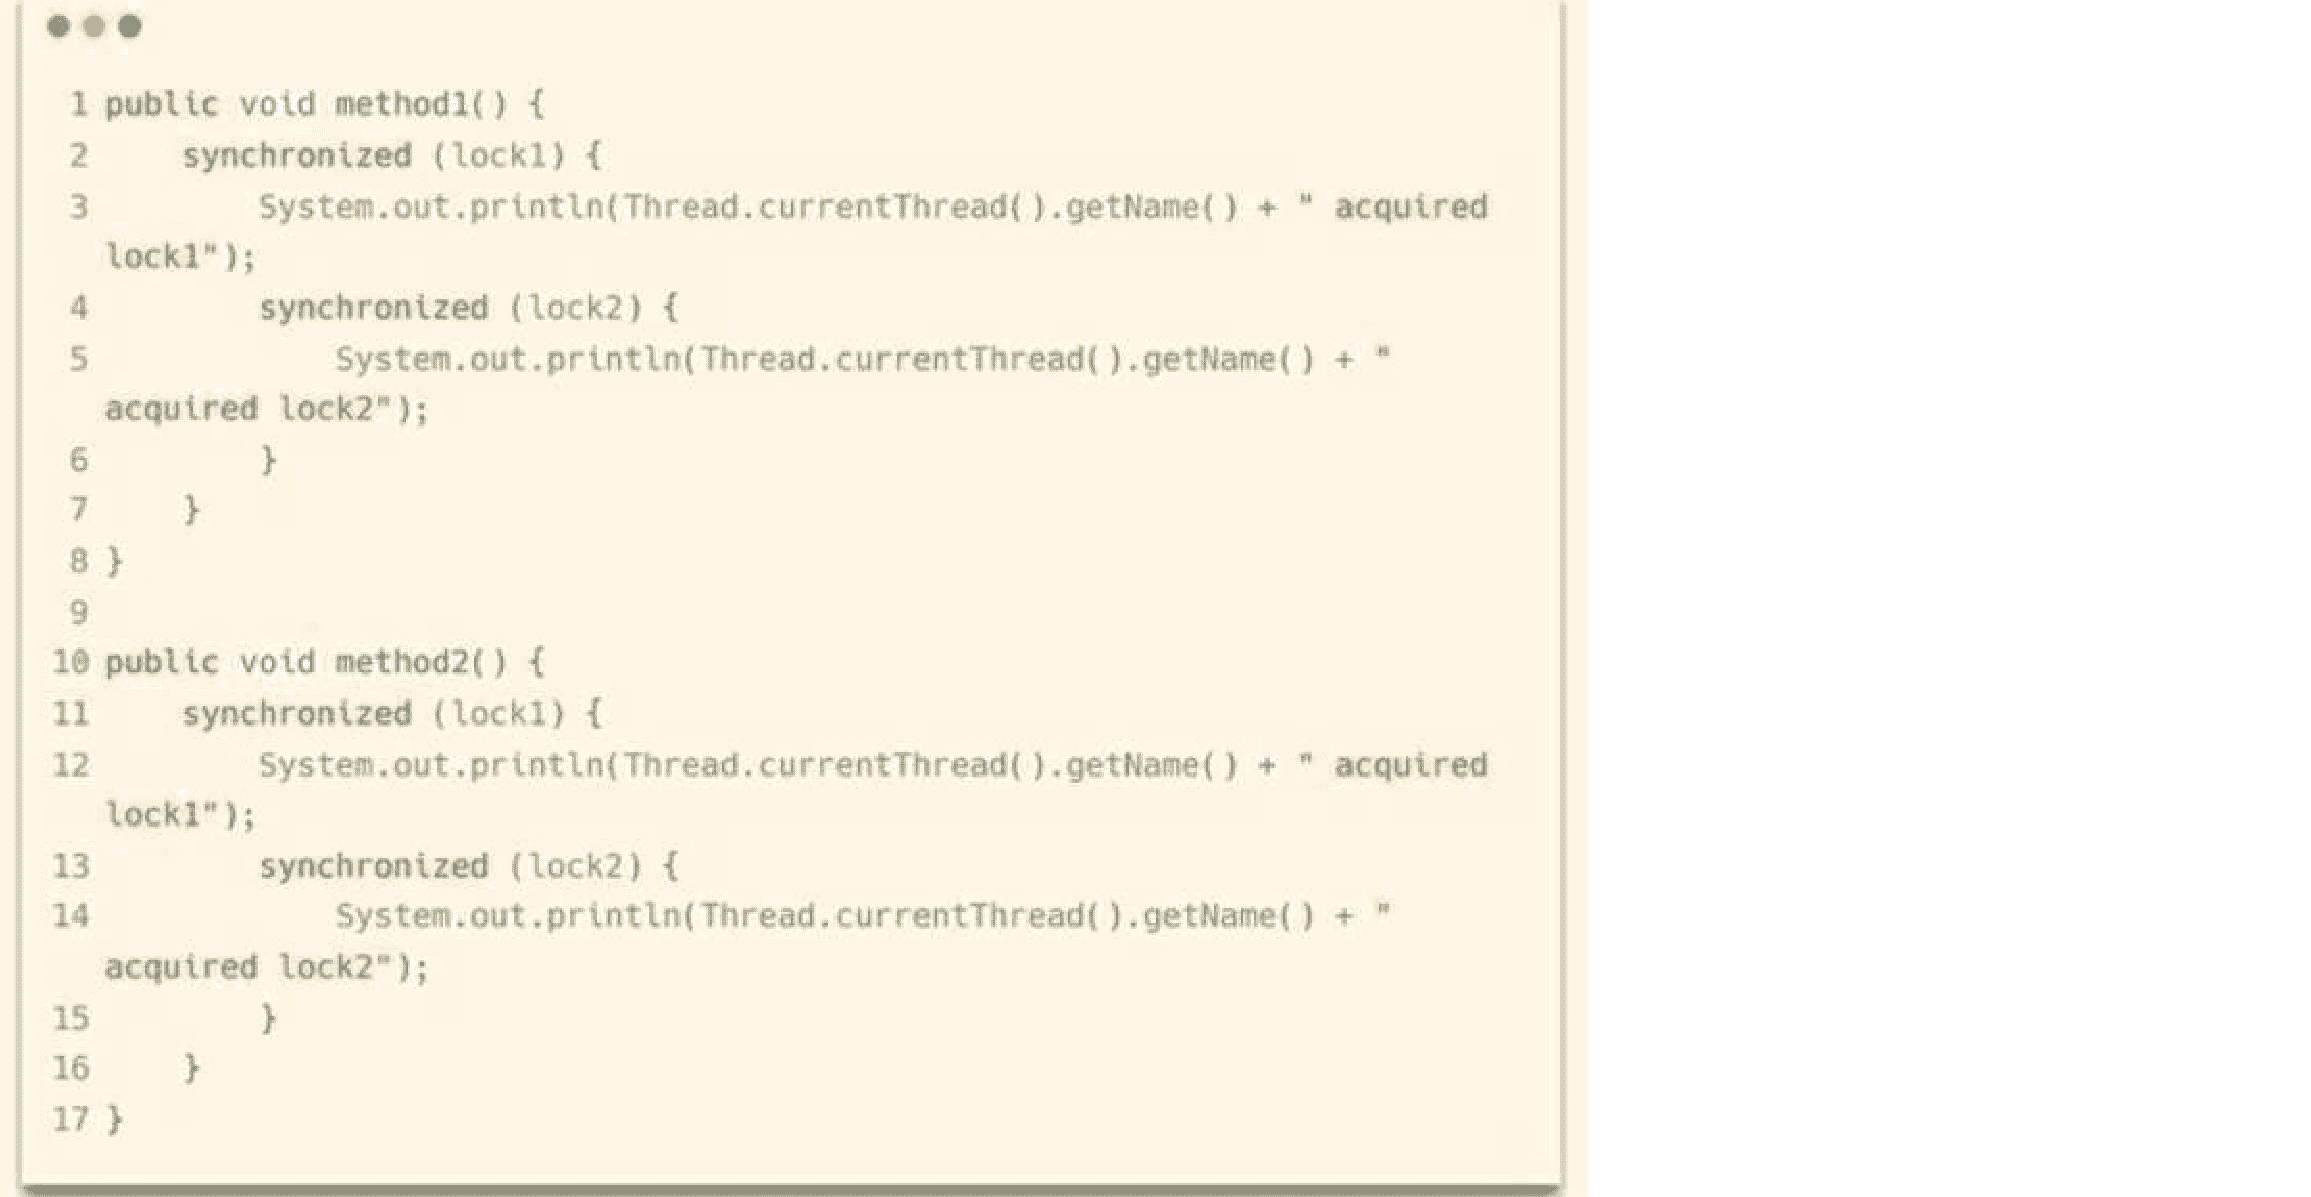 1 public void method1() {
2     synchronized (lock1) {
3         System.out.println(Thread.currentThread().getName() + " acquired
lock1");
4         synchronized (lock2) {
5             System.out.println(Thread.currentThread().getName() + "
acquired lock2");
6         }
7     }
8 }
9
10 public void method2() {
11     synchronized (lock1) {
12         System.out.println(Thread.currentThread().getName() + " acquired
lock1");
13         synchronized (lock2) {
14             System.out.println(Thread.currentThread().getName() + "
acquired lock2");
15         }
16     }
17 }